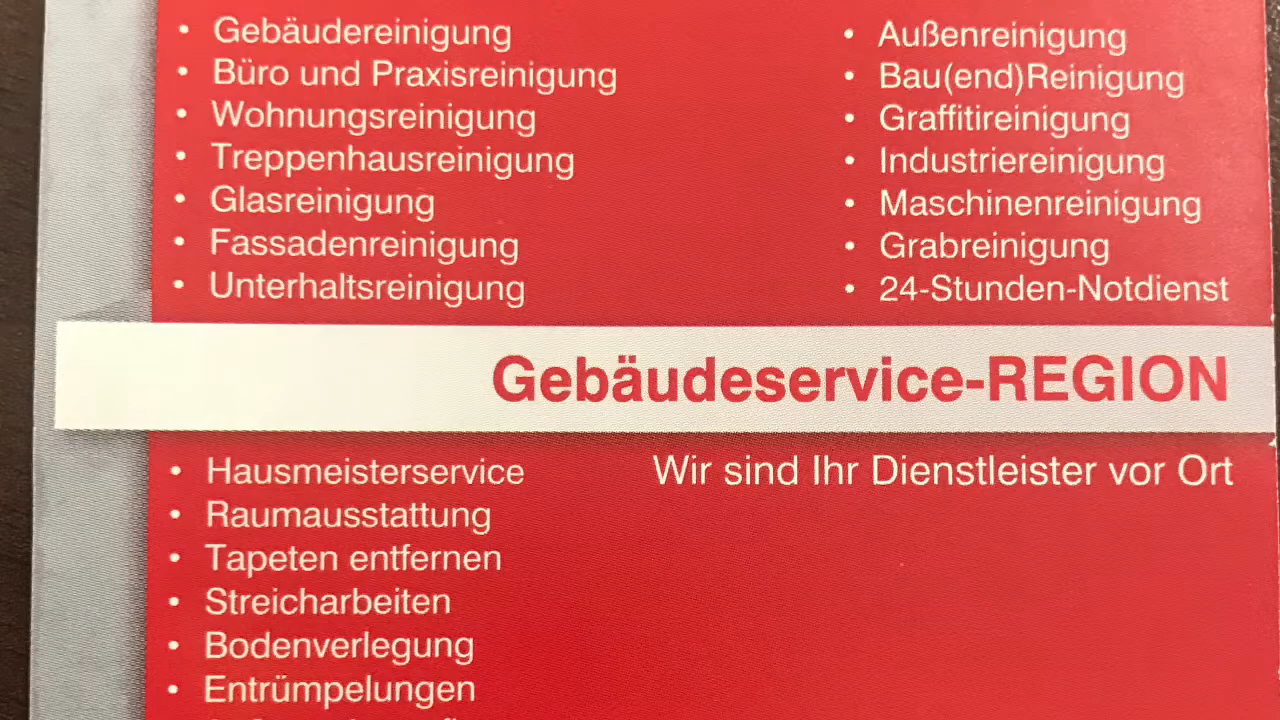 Gebäudereinigung
Büro und Praxisreinigung
Wohnungsreinigung
Treppenhausreinigung
Glasreinigung
Fassadenreinigung
Unterhaltsreinigung
Außenreinigung
Bau(end)Reinigung
Graffitireinigung
Industriereinigung
Maschinenreinigung
Grabreinigung
24-Stunden-Notdienst
Gebäudeservice-REGION
Wir sind Ihr Dienstleister vor Ort
Hausmeisterservice
Raumausstattung
Tapeten entfernen
Streicharbeiten
Bodenverlegung
Entrümpelungen